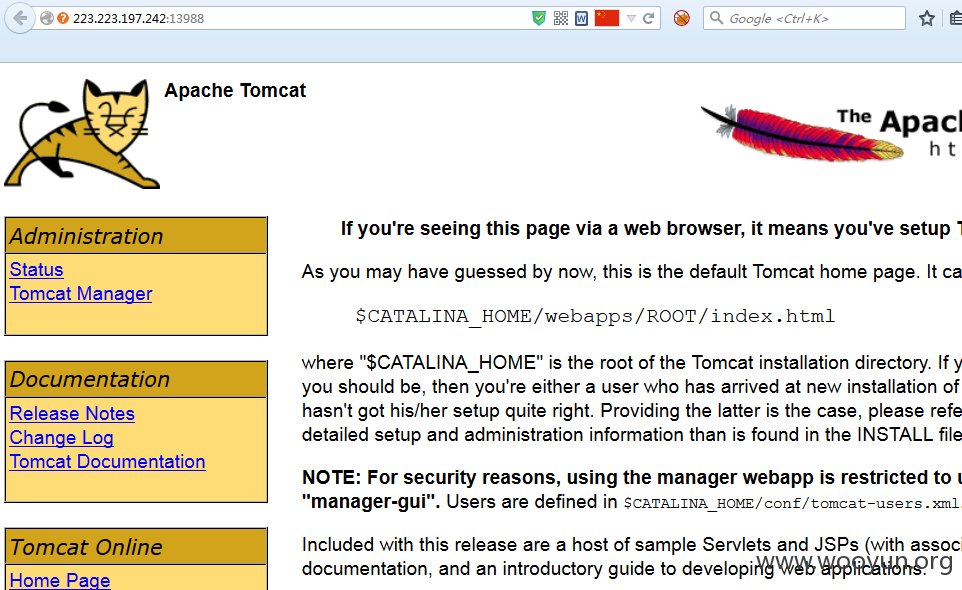 223.223.197.242:13988
Google <Ctrl+K>
Apache Tomcat
The Apac
ht
Administration
Status
Tomcat Manager
Documentation
Release Notes
Change Log
Tomcat Documentation
Tomcat Online
Home Page
If you're seeing this page via a web browser, it means you've setup T
As you may have guessed by now, this is the default Tomcat home page. It ca
$CATALINA_HOME/webapps/ROOT/index.html
where "$CATALINA_HOME" is the root of the Tomcat installation directory. If y
you should be, then you're either a user who has arrived at new installation of
hasn't got his/her setup quite right. Providing the latter is the case, please refe
detailed setup and administration information than is found in the INSTALL file
NOTE: For security reasons, using the manager webapp is restricted to u
"manager-gui". Users are defined in $CATALINA_HOME/conf/tomcat-users.xml.
Included with this release are a host of sample Servlets and JSPs (with associ
documentation, and an introductory guide to developing web applications.
www.wooyun.org